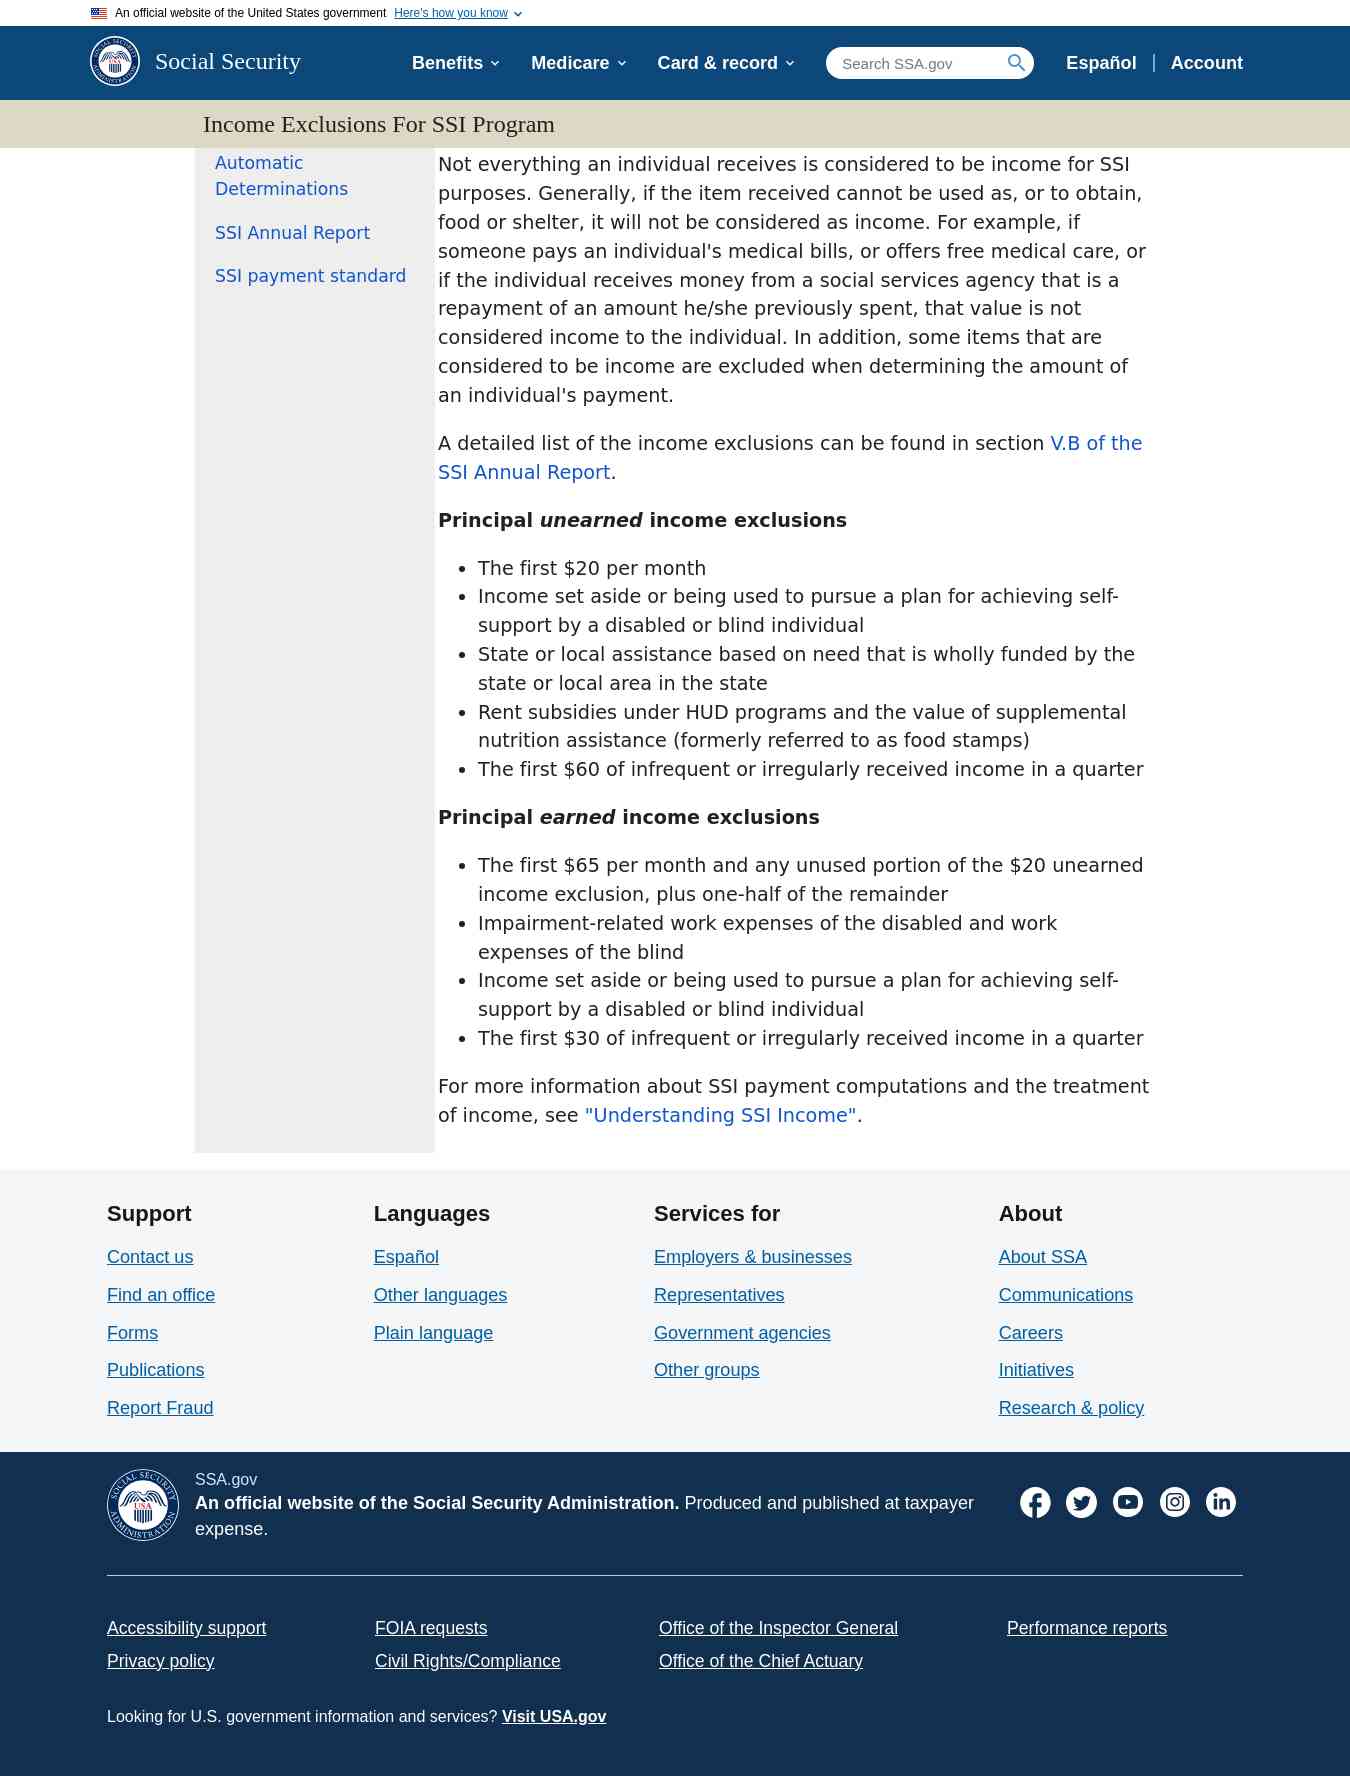 An official website of the United States government Here's how you know
Social Security
Benefits Medicare Card & record Search SSA.gov Español Account
Income Exclusions For SSI Program
Automatic
Determinations
SSI Annual Report
SSI payment standard
Not everything an individual receives is considered to be income for SSI
purposes. Generally, if the item received cannot be used as, or to obtain,
food or shelter, it will not be considered as income. For example, if
someone pays an individual's medical bills, or offers free medical care, or
if the individual receives money from a social services agency that is a
repayment of an amount he/she previously spent, that value is not
considered income to the individual. In addition, some items that are
considered to be income are excluded when determining the amount of
an individual's payment.
A detailed list of the income exclusions can be found in section V.B of the
SSI Annual Report.
Principal unearned income exclusions
• The first $20 per month
• Income set aside or being used to pursue a plan for achieving self-
support by a disabled or blind individual
• State or local assistance based on need that is wholly funded by the
state or local area in the state
• Rent subsidies under HUD programs and the value of supplemental
nutrition assistance (formerly referred to as food stamps)
• The first $60 of infrequent or irregularly received income in a quarter
Principal earned income exclusions
• The first $65 per month and any unused portion of the $20 unearned
income exclusion, plus one-half of the remainder
• Impairment-related work expenses of the disabled and work
expenses of the blind
• Income set aside or being used to pursue a plan for achieving self-
support by a disabled or blind individual
• The first $30 of infrequent or irregularly received income in a quarter
For more information about SSI payment computations and the treatment
of income, see "Understanding SSI Income".
Support
Contact us
Find an office
Forms
Publications
Report Fraud
Languages
Español
Other languages
Plain language
Services for
Employers & businesses
Representatives
Government agencies
Other groups
About
About SSA
Communications
Careers
Initiatives
Research & policy
SOCIAL SECURITY
USA
ADMINISTRATION
SSA.gov
An official website of the Social Security Administration. Produced and published at taxpayer
expense.
Accessibility support FOIA requests Office of the Inspector General Performance reports
Privacy policy Civil Rights/Compliance Office of the Chief Actuary
Looking for U.S. government information and services? Visit USA.gov